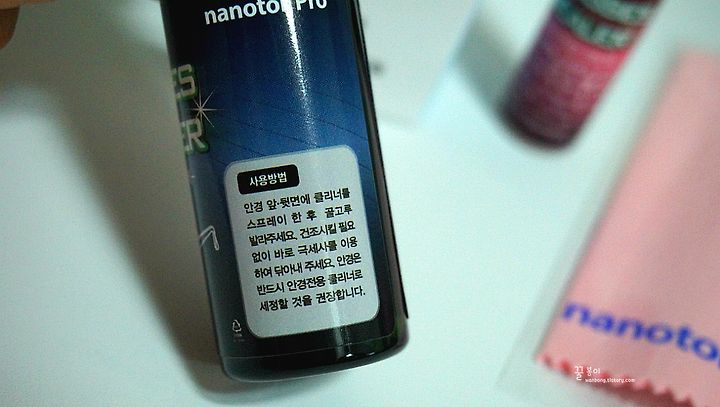 nanotol Pro
사용방법
안경 앞·뒷면에 클리너를
스프레이 한 후 골고루
발라주세요. 건조시킬 필요
없이 바로 극세사를 이용
하여 닦아내 주세요. 안경은
반드시 안경전용 클리너로
세정할 것을 권장합니다.
nanotol
꿀봉이
wanbong.tistory.com